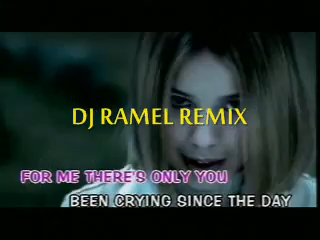 DJ RAMEL REMIX
FOR ME THERE'S ONLY YOU
BEEN CRYING SINCE THE DAY